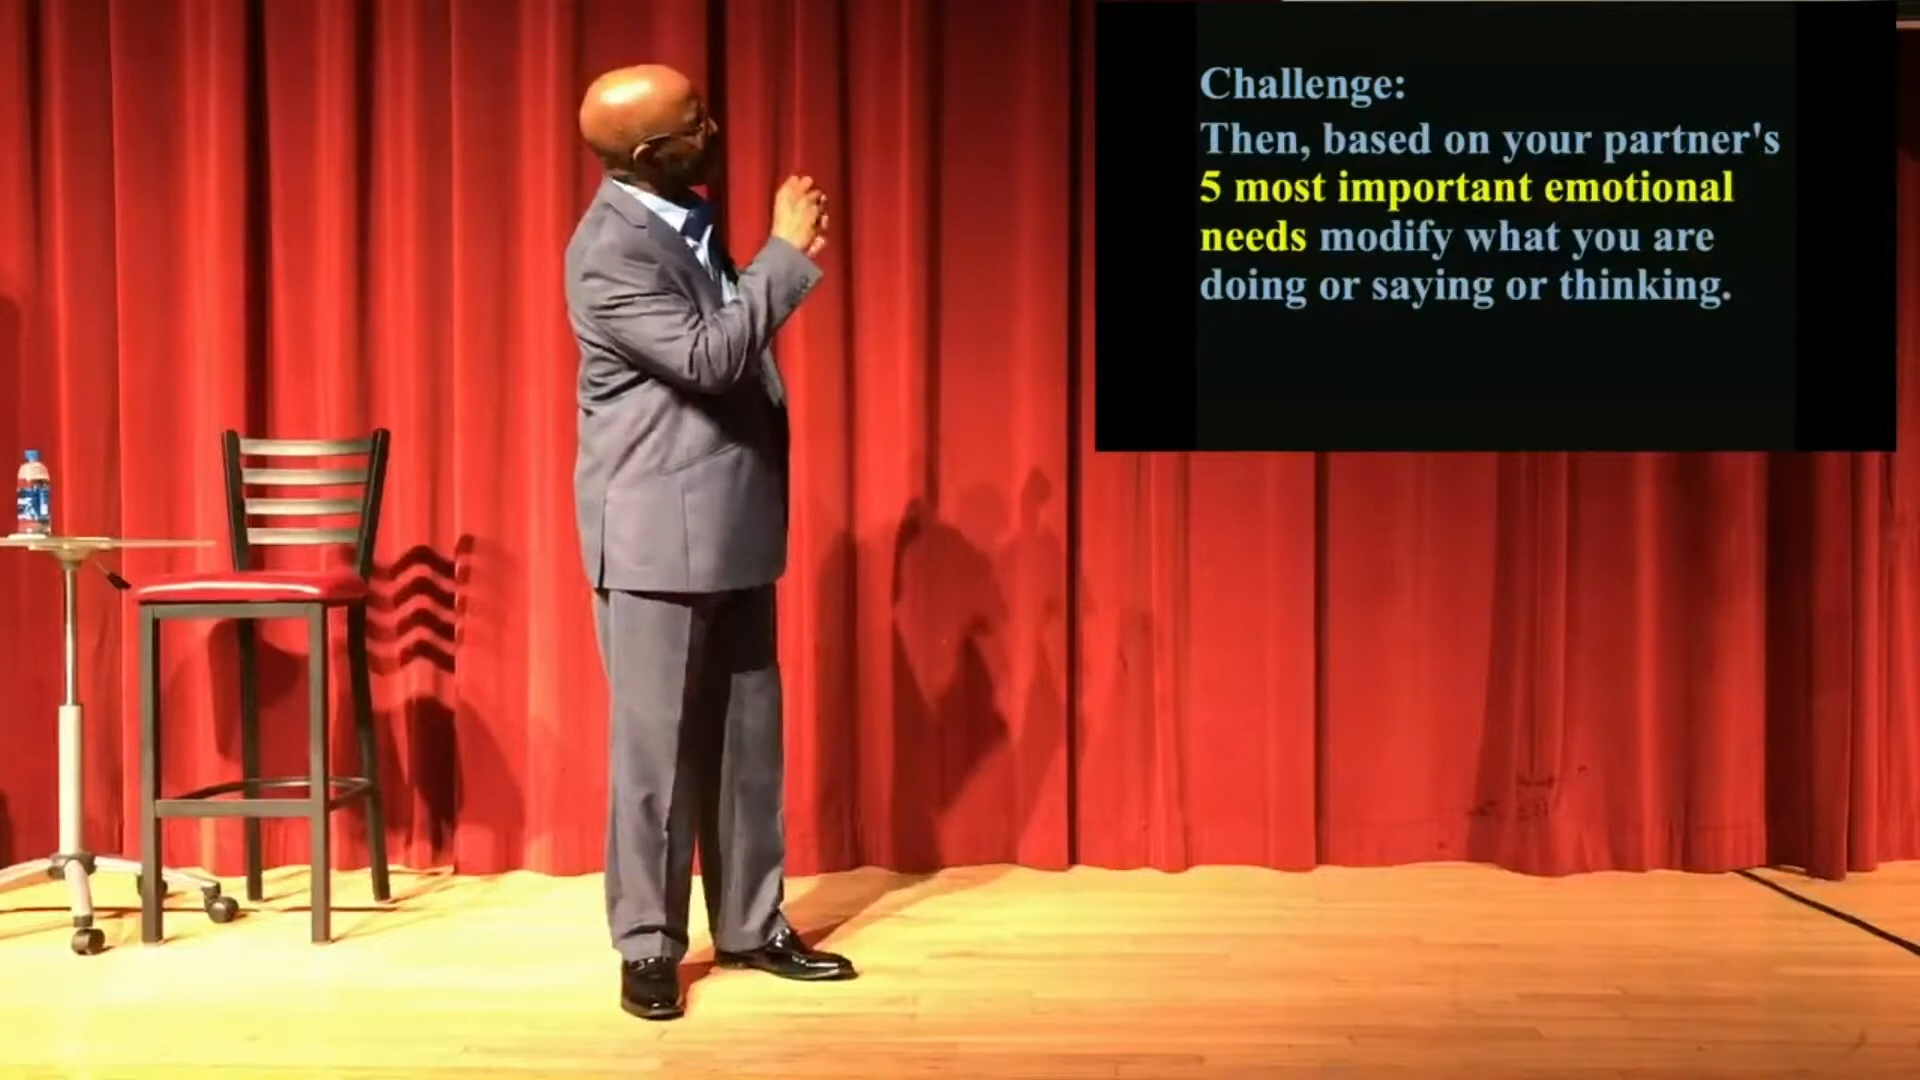 Challenge:
Then, based on your partner's
5 most important emotional
needs modify what you are
doing or saying or thinking.